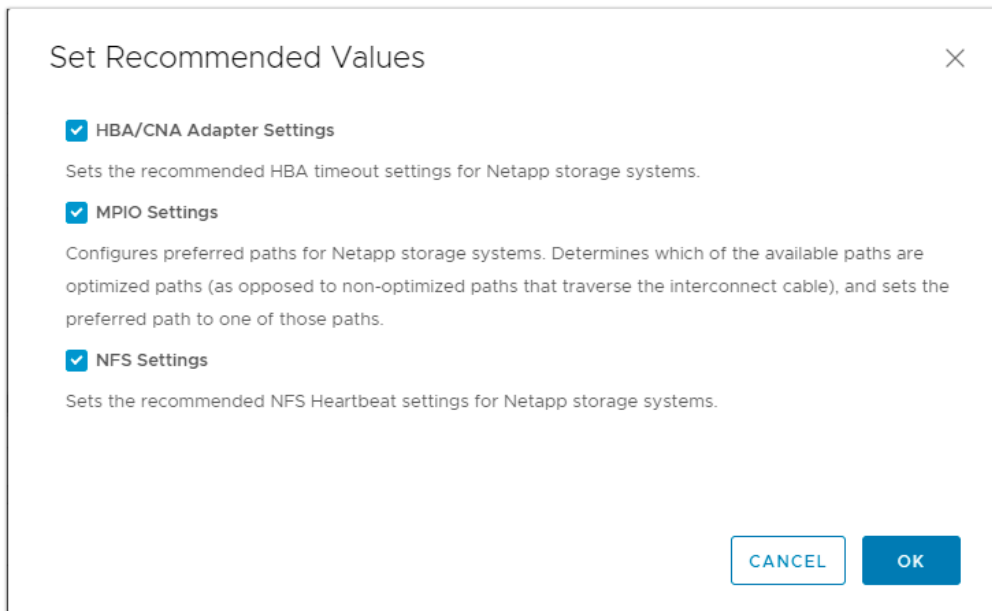 Set Recommended Values
HBA/CNA Adapter Settings
Sets the recommended HBA timeout settings for Netapp storage systems.
MPIO Settings
Configures preferred paths for Netapp storage systems. Determines which of the available paths are
optimized paths (as opposed to non-optimized paths that traverse the interconnect cable), and sets the
preferred path to one of those paths.
NFS Settings
Sets the recommended NFS Heartbeat settings for Netapp storage systems.
CANCEL OK